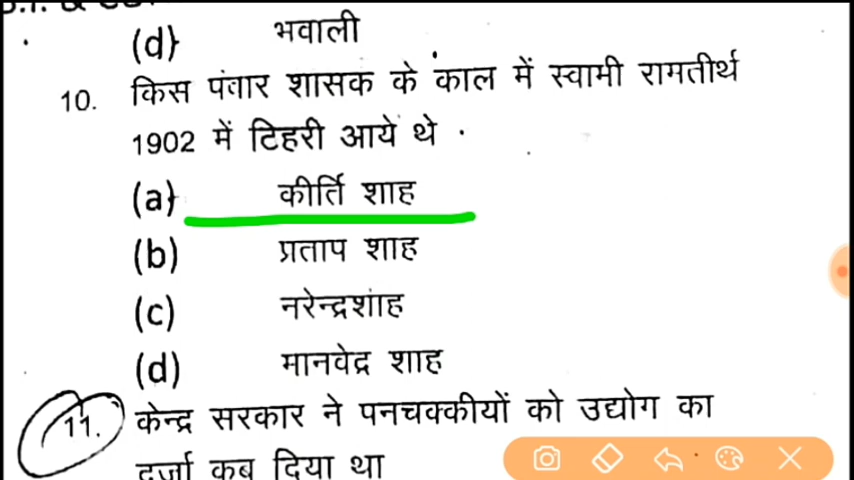 (d) भवाली
10. किस पंवार शासक के काल में स्वामी रामतीर्थ
1902 में टिहरी आये थे
(a) कीर्ति शाह
(b) प्रताप शाह
(c) नरेन्द्रशाह
(d) मानवेद्र शाह
11. केन्द्र सरकार ने पनचक्कीयों को उद्योग का
दर्जा कब दिया था